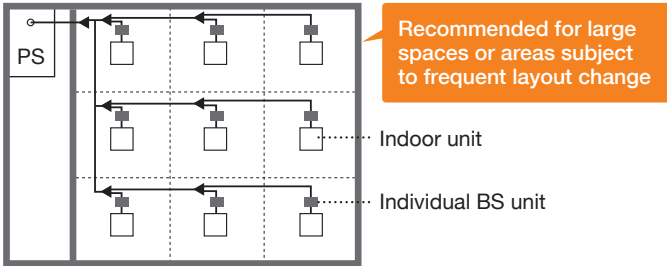 PS
Recommended for large
spaces or areas subject
to frequent layout change
Indoor unit
Individual BS unit